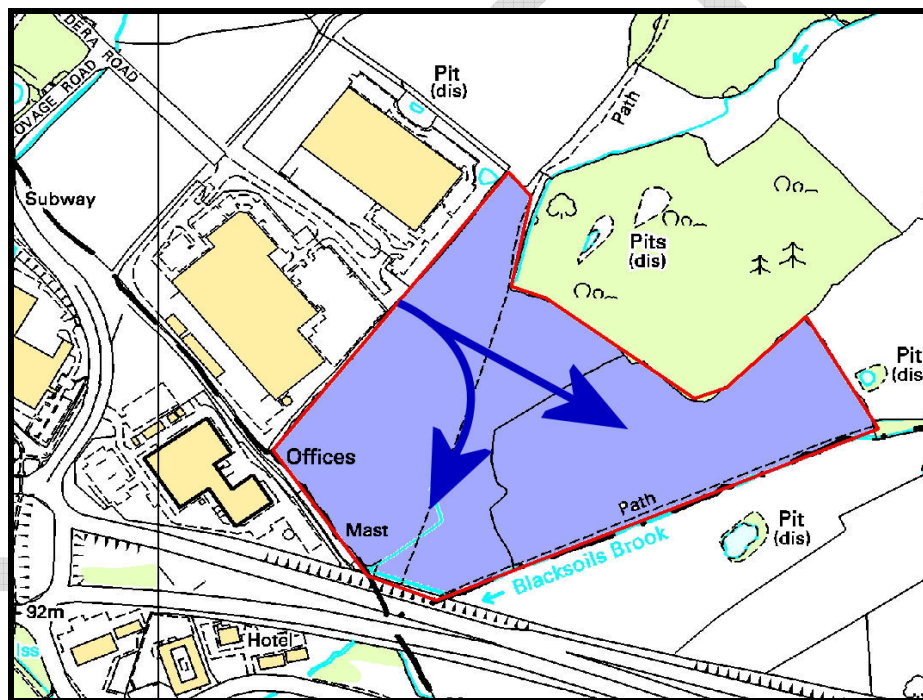 DERA ROAD
OVAGE ROAD
Pit
(dis)
Path
Subway
Pits
(dis)
Pit
(dis
Offices
Path
Mast
Pit
(dis)
Blacksoils Brook
92m
Hotel
Iss